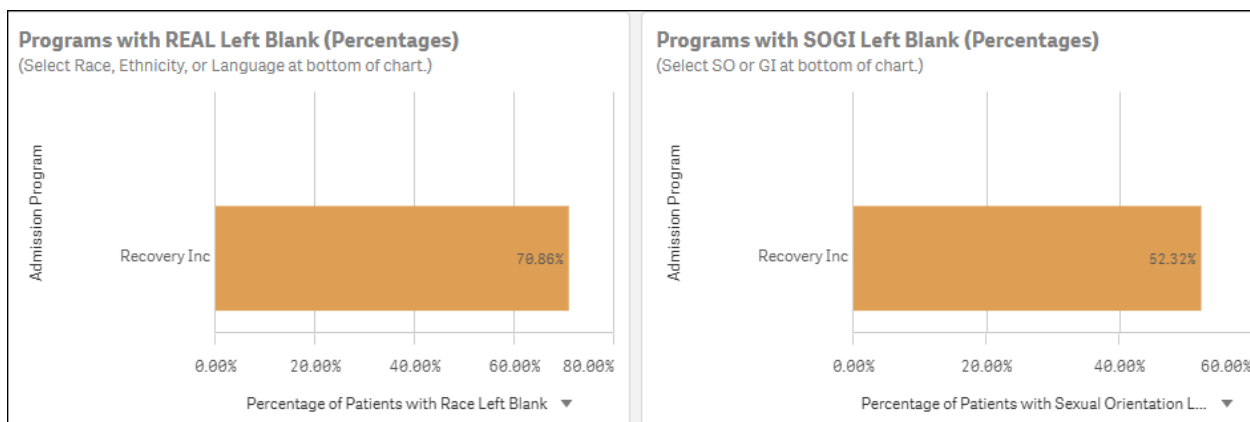 Programs with REAL Left Blank (Percentages)
(Select Race, Ethnicity, or Language at bottom of chart.)
Admission Program
Recovery Inc
70.86%
0.00% 20.00% 40.00% 60.00% 80.00%
Percentage of Patients with Race Left Blank
Programs with SOGI Left Blank (Percentages)
(Select SO or GI at bottom of chart.)
Admission Program
Recovery Inc
52.32%
0.00% 20.00% 40.00% 60.00%
Percentage of Patients with Sexual Orientation L...